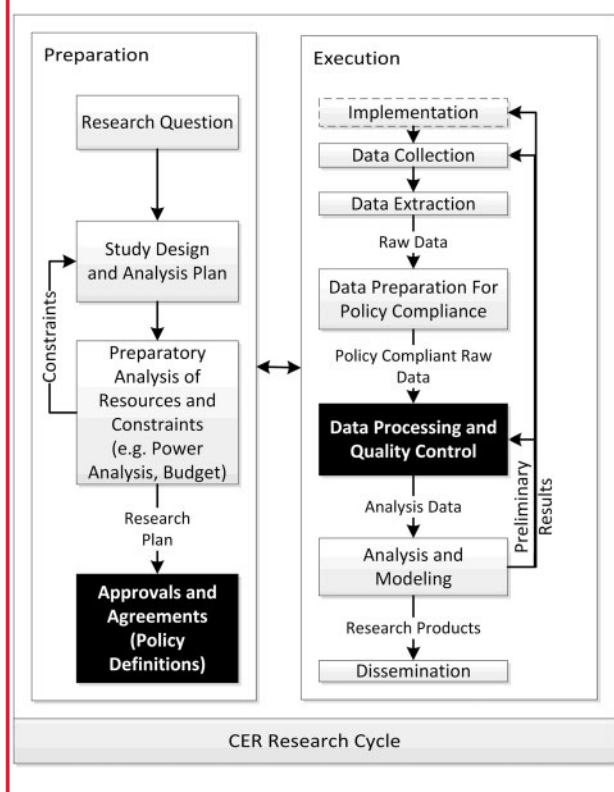 Preparation
Research Question
Study Design
and Analysis Plan
Constraints
Preparatory
Analysis of
Resources and
Constraints
(e.g. Power
Analysis, Budget)
Research
Plan
Approvals and
Agreements
(Policy
Definitions)
Execution
Implementation
Data Collection
Data Extraction
Raw Data
Data Preparation For
Policy Compliance
Policy Compliant Raw
Data
Data Processing and
Quality Control
Analysis Data
Preliminary
Results
Analysis and
Modeling
Research Products
Dissemination
CER Research Cycle